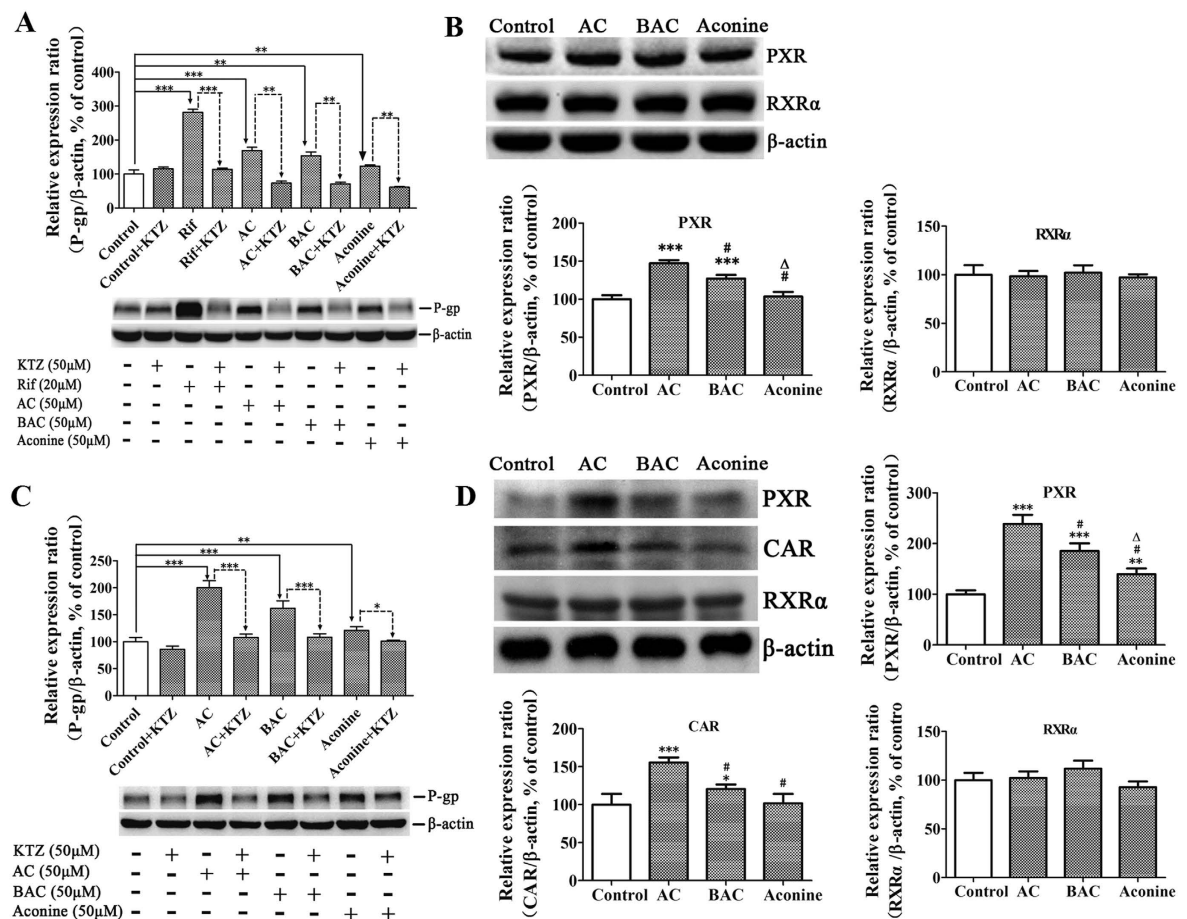 A
Relative expression ratio
(P-gp/β-actin, % of control)
400
300
200
100
0
***
***
***
**
**
**
**
**
Control
Control+KTZ
Rif
Rif+KTZ
AC
AC+KTZ
BAC
BAC+KTZ
Aconine
Aconine+KTZ
P-gp
β-actin
KTZ (50μM) - + - + - + - + - +
Rif (20μM) - - + + - - - - - -
AC (50μM) - - - - + + - - - -
BAC (50μM) - - - - - - + + - -
Aconine (50μM) - - - - - - - - + +
B
Control AC BAC Aconine
PXR
RXRα
β-actin
PXR
Relative expression ratio
(PXR/β-actin, % of control)
200
150
100
50
0
***
#
***
Δ
#
Control AC BAC Aconine
RXRα
Relative expression ratio
(RXRα /β-actin, % of control)
150
100
50
0
Control AC BAC Aconine
C
Relative expression ratio
(P-gp/β-actin, % of control)
250
200
150
100
50
0
**
***
***
***
***
*
Control
Control+KTZ
AC
AC+KTZ
BAC
BAC+KTZ
Aconine
Aconine+KTZ
P-gp
β-actin
KTZ (50μM) - + - + - + - +
AC (50μM) - - + + - - - -
BAC (50μM) - - - - + + - -
Aconine (50μM) - - - - - - + +
D
Control AC BAC Aconine
PXR
CAR
RXRα
β-actin
PXR
Relative expression ratio
(PXR/β-actin, % of control)
300
200
100
0
***
#
***
Δ
#
**
Control AC BAC Aconine
CAR
Relative expression ratio
(CAR/β-actin, % of control)
200
150
100
50
0
***
#
*
#
Control AC BAC Aconine
RXRα
Relative expression ratio
(RXRα /β-actin, % of contro
150
100
50
0
Control AC BAC Aconine